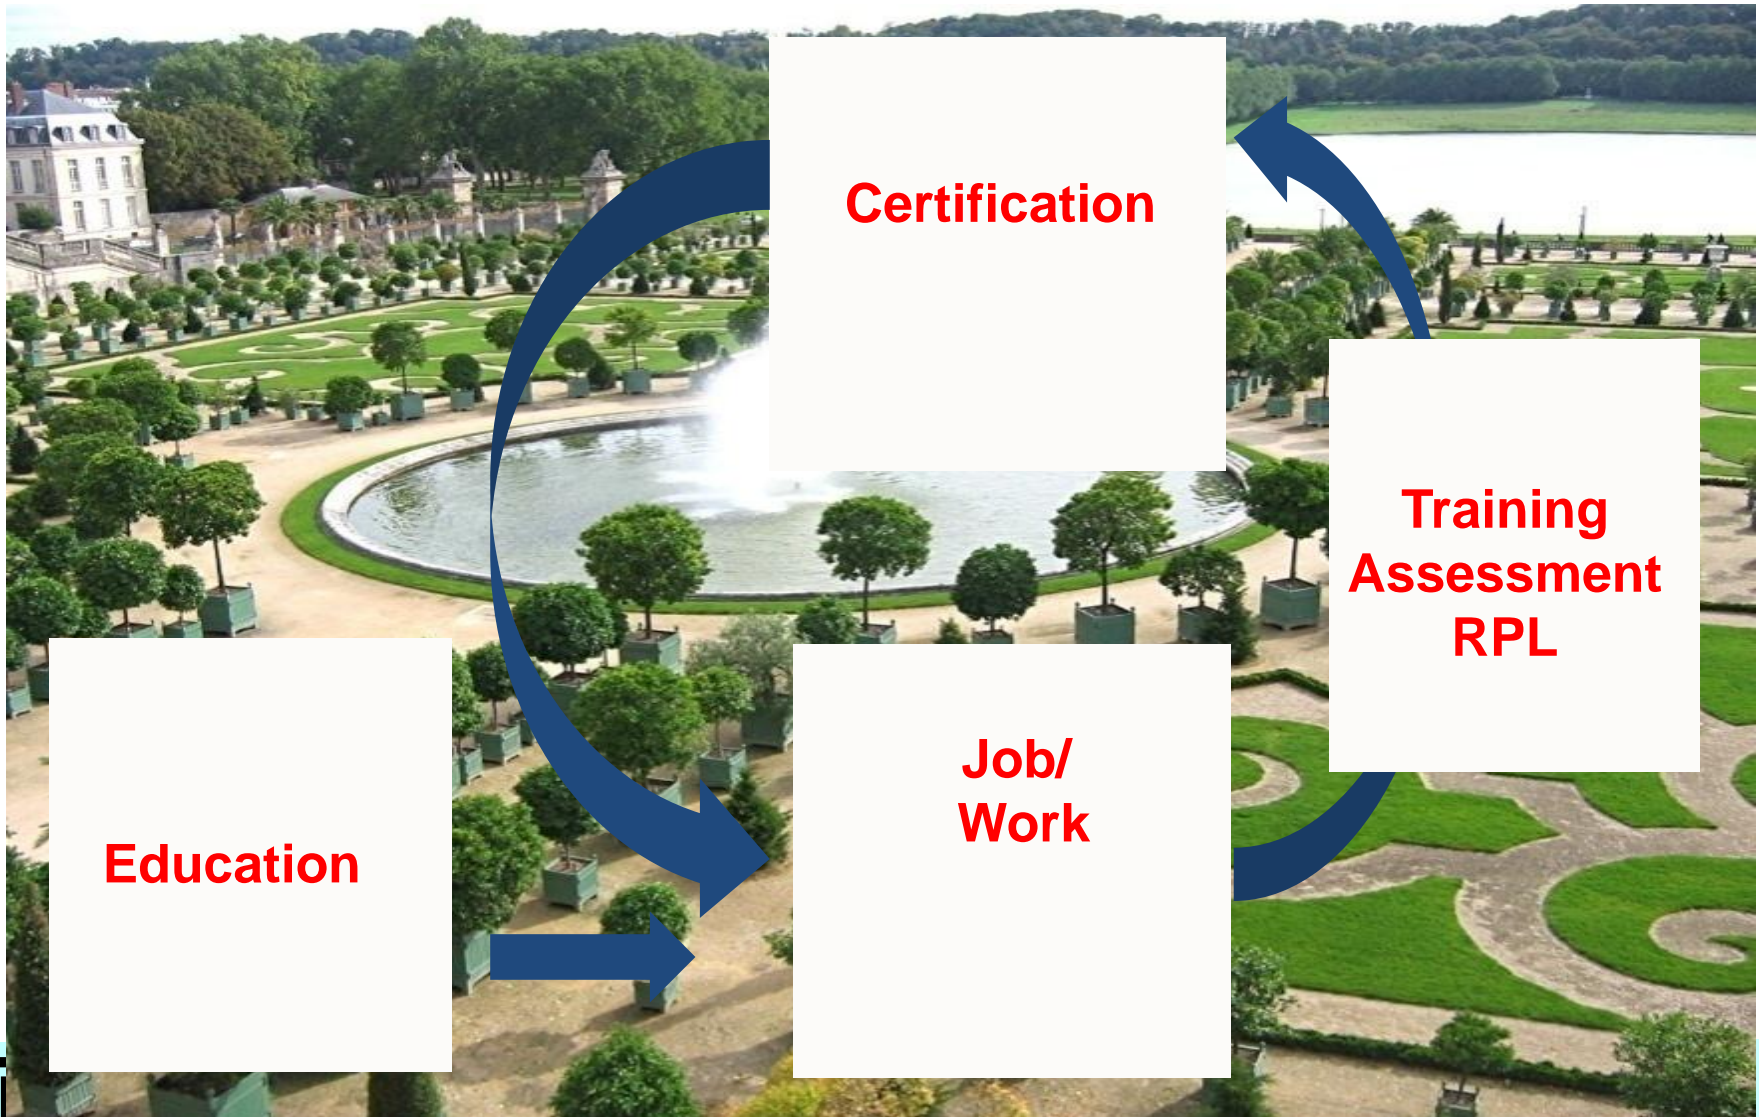 Certification
Training
Assessment
RPL
Job/
Work
Education